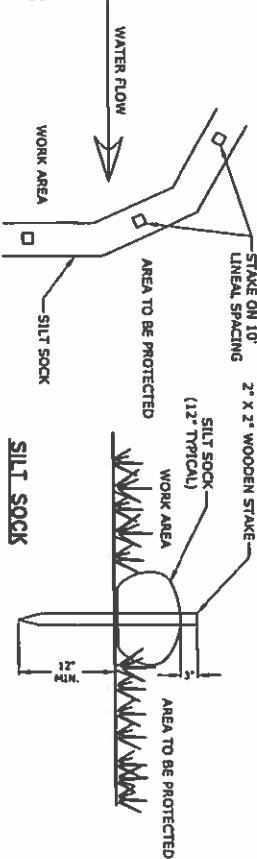 WATER FLOW
WORK AREA
SILT SOCK
AREA TO BE PROTECTED
STAKE ON 10'
LINEAL SPACING
2" X 2" WOODEN STAKE
SILT SOCK
(12" TYPICAL)
WORK AREA
3"
12"
MIN.
AREA TO BE PROTECTED
SILT SOCK